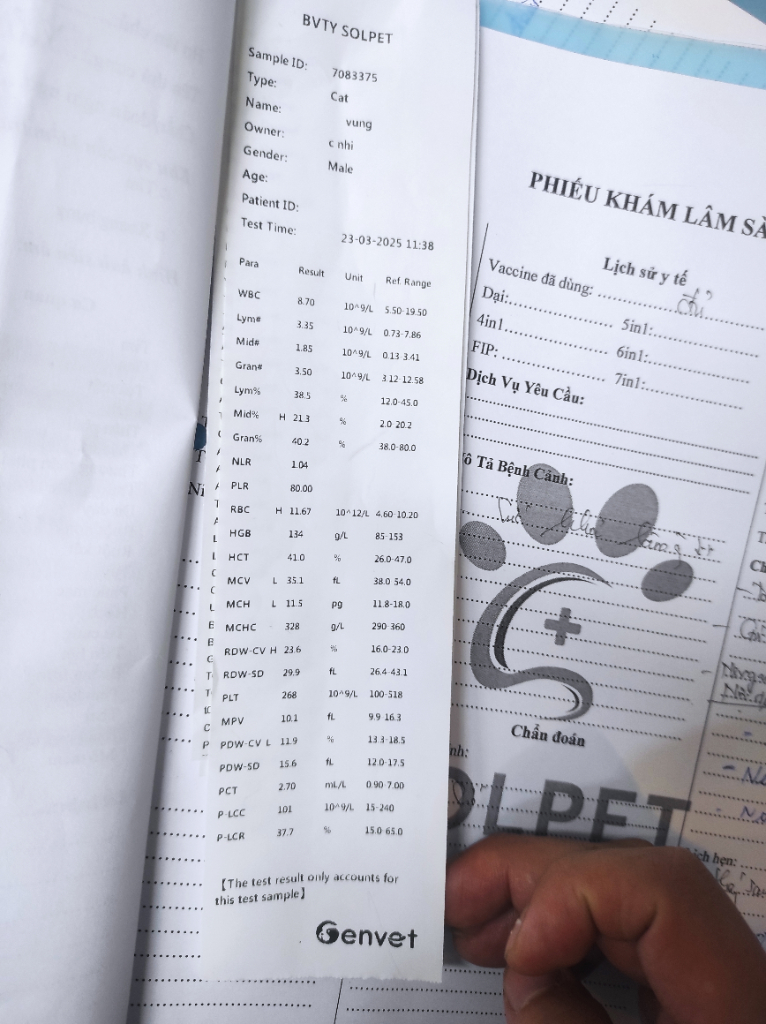 BVTY SOLPET
Sample ID: 7083375
Type: Cat
Name: vung
Owner: c nhi
Gender: Male
Age:
Patient ID:
Test Time: 23-03-2025 11:38
Para Result Unit Ref. Range
WBC 8.70 10^9/L 5.50-19.50
Lym# 3.35 10^9/L 0.73-7.86
Mid# 1.85 10^9/L 0.13-3.41
Gran# 3.50 10^9/L 3.12-12.58
Lym% 38.5 % 12.0-45.0
Mid% H 21.3 % 2.0-20.2
Gran% 40.2 % 38.0-80.0
NLR 1.04
PLR 80.00
RBC H 11.67 10^12/L 4.60-10.20
HGB 134 g/L 85-153
HCT 41.0 % 26.0-47.0
MCV L 35.1 fL 38.0-54.0
MCH L 11.5 pg 11.8-18.0
MCHC 328 g/L 290-360
RDW-CV H 23.6 % 16.0-23.0
RDW-SD 29.9 fL 26.4-43.1
PLT 268 10^9/L 100-518
MPV 10.1 fL 9.9-16.3
PDW-CV L 11.9 % 13.3-18.5
PDW-SD 15.6 fL 12.0-17.5
PCT 2.70 mL/L 0.90-7.00
P-LCC 101 10^9/L 15-240
P-LCR 37.7 % 15.0-65.0
【The test result only accounts for
this test sample】
Genvet
PHIẾU KHÁM LÂM SÀ
Lịch sử y tế
Vaccine đã dùng: đủ
Dại: 5in1:
4in1 6in1:
FIP: 7in1:
Dịch Vụ Yêu Cầu:
ô Tả Bệnh Cảnh:
Chẩn đoán
OLPET